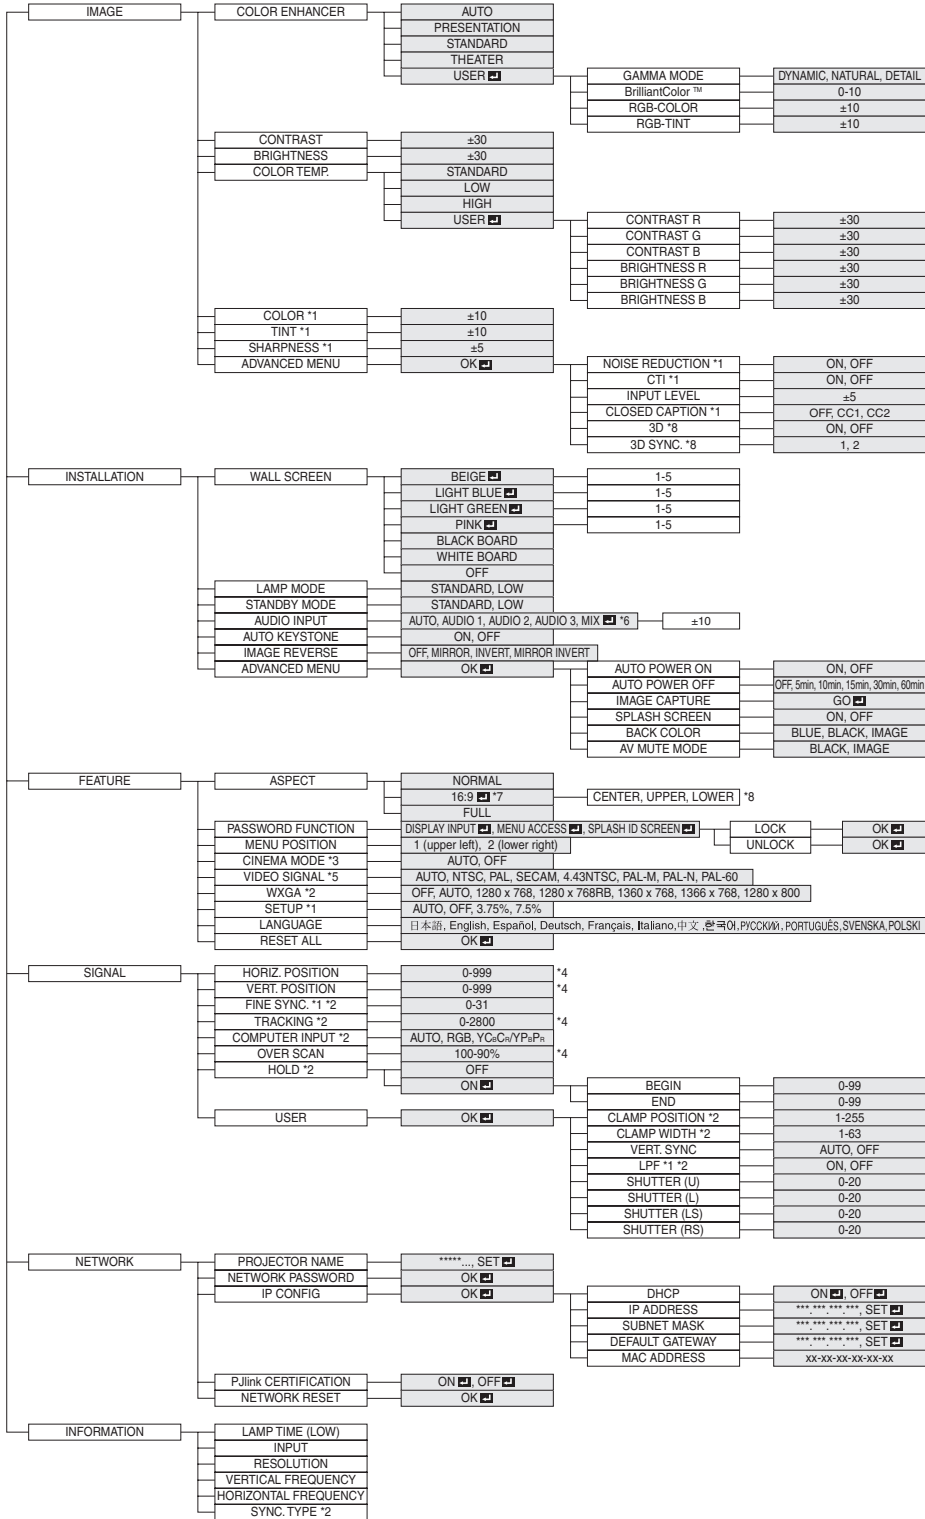 IMAGE COLOR ENHANCER AUTO
PRESENTATION
STANDARD
THEATER
USER GAMMA MODE DYNAMIC, NATURAL, DETAIL
BrilliantColor ™ 0-10
RGB-COLOR ±10
RGB-TINT ±10
CONTRAST ±30
BRIGHTNESS ±30
COLOR TEMP. STANDARD
LOW
HIGH
USER CONTRAST R ±30
CONTRAST G ±30
CONTRAST B ±30
BRIGHTNESS R ±30
BRIGHTNESS G ±30
BRIGHTNESS B ±30
COLOR *1 ±10
TINT *1 ±10
SHARPNESS *1 ±5
ADVANCED MENU OK NOISE REDUCTION *1 ON, OFF
CTI *1 ON, OFF
INPUT LEVEL ±5
CLOSED CAPTION *1 OFF, CC1, CC2
3D *8 ON, OFF
3D SYNC. *8 1, 2
INSTALLATION WALL SCREEN BEIGE 1-5
LIGHT BLUE 1-5
LIGHT GREEN 1-5
PINK 1-5
BLACK BOARD
WHITE BOARD
OFF
LAMP MODE STANDARD, LOW
STANDBY MODE STANDARD, LOW
AUDIO INPUT AUTO, AUDIO 1, AUDIO 2, AUDIO 3, MIX *6 ±10
AUTO KEYSTONE ON, OFF
IMAGE REVERSE OFF, MIRROR, INVERT, MIRROR INVERT
ADVANCED MENU OK AUTO POWER ON ON, OFF
AUTO POWER OFF OFF, 5min, 10min, 15min, 30min, 60min
IMAGE CAPTURE GO
SPLASH SCREEN ON, OFF
BACK COLOR BLUE, BLACK, IMAGE
AV MUTE MODE BLACK, IMAGE
FEATURE ASPECT NORMAL
16:9 *7 CENTER, UPPER, LOWER *8
FULL
PASSWORD FUNCTION DISPLAY INPUT, MENU ACCESS, SPLASH ID SCREEN LOCK OK
MENU POSITION 1 (upper left), 2 (lower right) UNLOCK OK
CINEMA MODE *3 AUTO, OFF
VIDEO SIGNAL *5 AUTO, NTSC, PAL, SECAM, 4.43NTSC, PAL-M, PAL-N, PAL-60
WXGA *2 OFF, AUTO, 1280 x 768, 1280 x 768RB, 1360 x 768, 1366 x 768, 1280 x 800
SETUP *1 AUTO, OFF, 3.75%, 7.5%
LANGUAGE 日本語, English, Español, Deutsch, Français, Italiano, 中文, 한국어, РУССКИЙ, PORTUGUÊS, SVENSKA, POLSKI
RESET ALL OK
SIGNAL HORIZ. POSITION 0-999 *4
VERT. POSITION 0-999 *4
FINE SYNC. *1 *2 0-31
TRACKING *2 0-2800 *4
COMPUTER INPUT *2 AUTO, RGB, YCBCR/YPBPR
OVER SCAN 100-90% *4
HOLD *2 OFF
ON BEGIN 0-99
END 0-99
USER OK CLAMP POSITION *2 1-255
CLAMP WIDTH *2 1-63
VERT. SYNC AUTO, OFF
LPF *1 *2 ON, OFF
SHUTTER (U) 0-20
SHUTTER (L) 0-20
SHUTTER (LS) 0-20
SHUTTER (RS) 0-20
NETWORK PROJECTOR NAME *****..., SET
NETWORK PASSWORD OK
IP CONFIG OK DHCP ON, OFF
IP ADDRESS ***.***.***.***, SET
SUBNET MASK ***.***.***.***, SET
DEFAULT GATEWAY ***.***.***.***, SET
MAC ADDRESS xx-xx-xx-xx-xx-xx
PJlink CERTIFICATION ON, OFF
NETWORK RESET OK
INFORMATION LAMP TIME (LOW)
INPUT
RESOLUTION
VERTICAL FREQUENCY
HORIZONTAL FREQUENCY
SYNC. TYPE *2